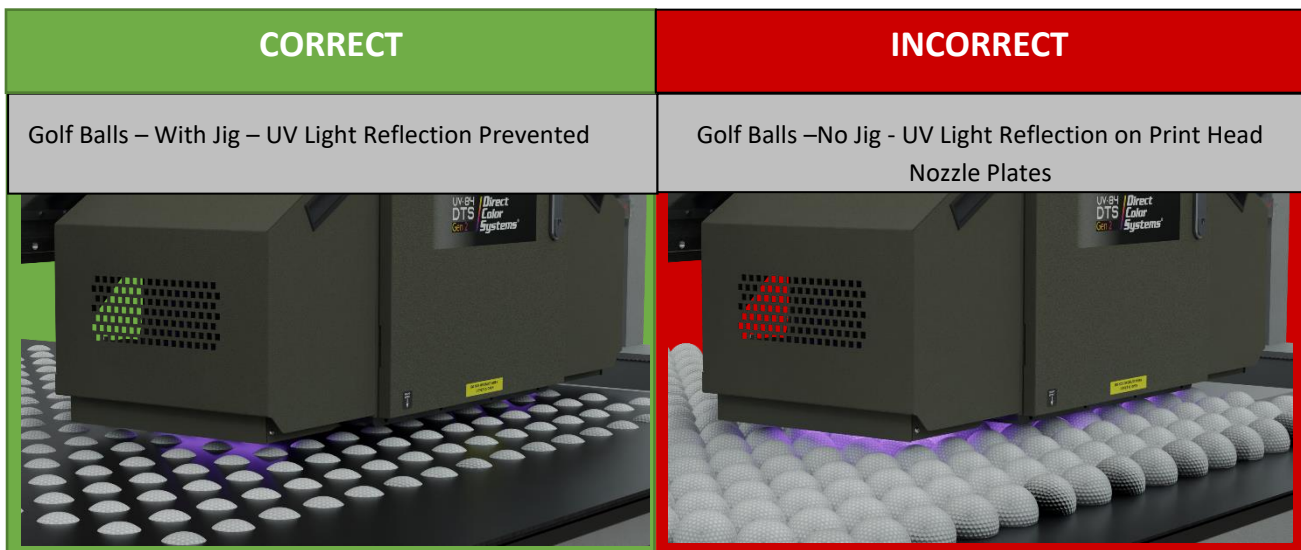 CORRECT
INCORRECT
Golf Balls – With Jig – UV Light Reflection Prevented
Golf Balls –No Jig - UV Light Reflection on Print Head
Nozzle Plates
UV-84
DTS
Gen 2
Direct
Color
Systems
UV-84
DTS
Gen 2
Direct
Color
Systems